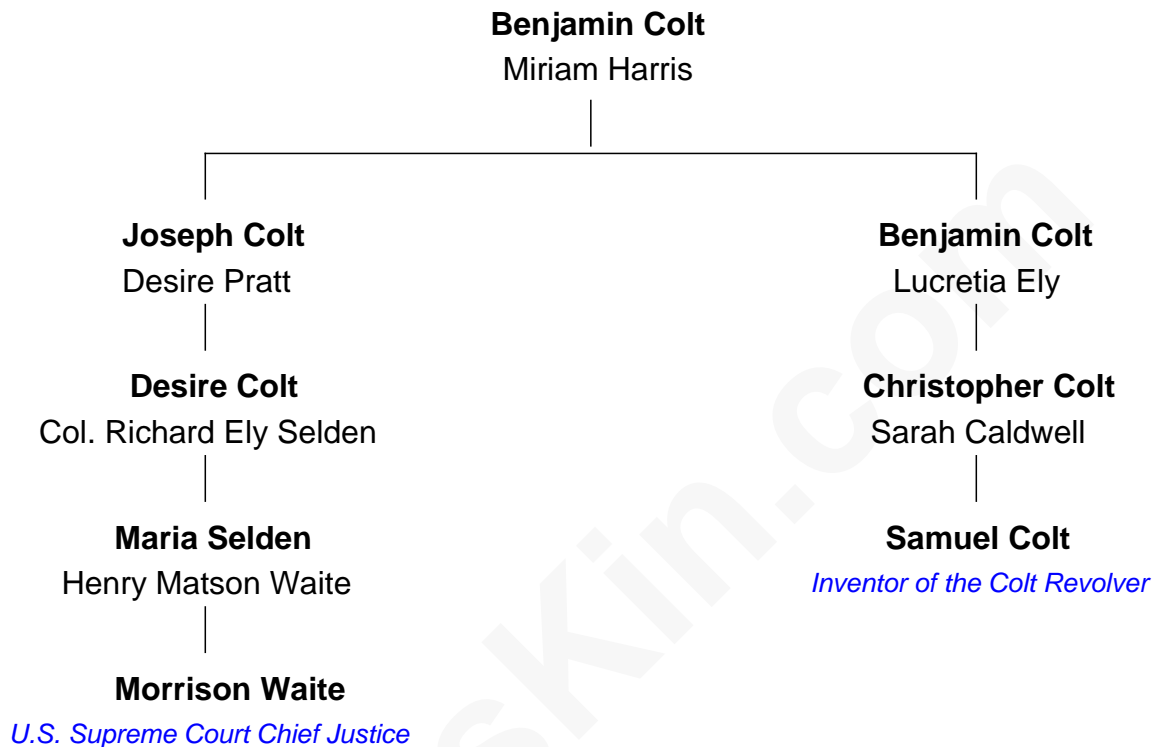 Benjamin Colt
Miriam Harris
Joseph Colt
Desire Pratt
Benjamin Colt
Lucretia Ely
Desire Colt
Col. Richard Ely Selden
Christopher Colt
Sarah Caldwell
Maria Selden
Henry Matson Waite
Samuel Colt
Inventor of the Colt Revolver
Morrison Waite
U.S. Supreme Court Chief Justice
sKin.com